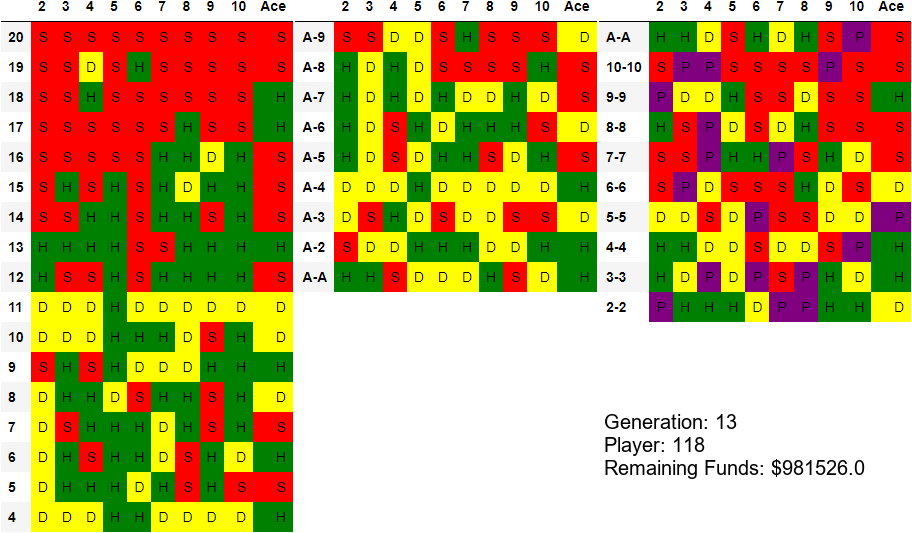 2 3 4 5 6 7 8 9 10 Ace
20 S S S S S S S S S S
19 S S D S H S S S S S
18 S S H S S S S S S H
17 S S S S S S H S S H
16 S S S S S H H D H S
15 S H S H S H D H H S
14 S S H H S H H S H S
13 H H H H S S H H H H
12 H S S H S H H H H S
11 D D D H D D D D D D
10 D D D H H H D S H D
9 S H S H D D D H H H
8 D H H D S H H S H D
7 D S H H H D H S H S
6 D H S H H D S H D H
5 D H H H D H S H S S
4 D D D H H D D D D H
2 3 4 5 6 7 8 9 10 Ace
A-9 S S D D S H S S S D
A-8 H D H D S S S S H S
A-7 H D H D H D D H D S
A-6 H D S H D H H H S D
A-5 H D S D H H S D H S
A-4 D D D H D D D D D H
A-3 D S H D S D D S S D
A-2 S D D H H H D D H H
A-A H H S D D D H S D H
2 3 4 5 6 7 8 9 10 Ace
A-A H H D S H D H S P S
10-10 S P P S S S S P S S
9-9 P D D H S S D S S H
8-8 H S P D S D H S S S
7-7 S S P H H P S H D S
6-6 S P D S S S H D S D
5-5 D D S D P S S D D P
4-4 H H D D S D D S P H
3-3 H D P D P S P H D H
2-2 P H H H D P P H H D
Generation: 13
Player: 118
Remaining Funds: $981526.0